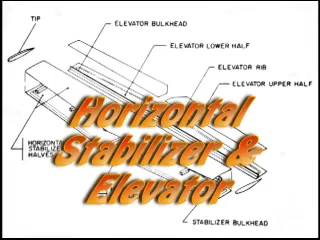 TIP
ELEVATOR BULKHEAD
ELEVATOR LOWER HALF
ELEVATOR RIB
ELEVATOR UPPER HALF
Horizontal
Stabilizer &
Elevator
HORIZONTAL
STABILIZER
HALVES
STABILIZER BULKHEAD